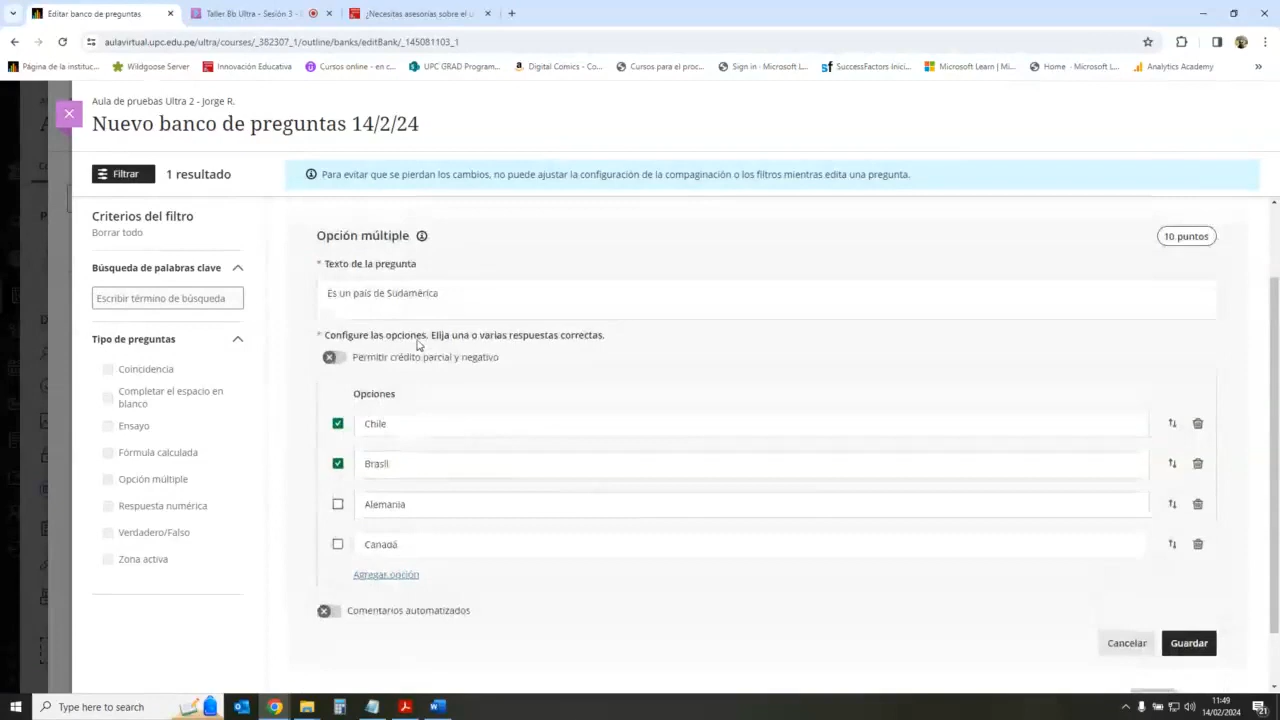 Editar banco de preguntas
Taller Bb Ultra - Sesión 3 -
¿Necesitas asesorías sobre el u
aulavirtual.upc.edu.pe/ultra/courses/_382307_1/outline/banks/editBank/_145081103_1
Página de la instituc...
Wildgoose Server
Innovación Educativa
Cursos online - en c...
UPC GRAD Program...
Digital Comics - Co...
Cursos para el proc...
Sign in · Microsoft L...
SuccessFactors Inici...
Microsoft Learn | Mi...
Home · Microsoft L...
Analytics Academy
Aula de pruebas Ultra 2 - Jorge R.
Nuevo banco de preguntas 14/2/24
Filtrar
1 resultado
Para evitar que se pierdan los cambios, no puede ajustar la configuración de la compaginación o los filtros mientras edita una pregunta.
Criterios del filtro
Borrar todo
Búsqueda de palabras clave
Escribir término de búsqueda
Tipo de preguntas
Coincidencia
Completar el espacio en
blanco
Ensayo
Fórmula calculada
Opción múltiple
Respuesta numérica
Verdadero/Falso
Zona activa
Opción múltiple
10 puntos
* Texto de la pregunta
Es un país de Sudamérica
* Configure las opciones. Elija una o varias respuestas correctas.
Permitir crédito parcial y negativo
Opciones
Chile
Brasil
Alemania
Canadá
Agregar opción
Comentarios automatizados
Cancelar
Guardar
Type here to search
11:49
14/02/2024
21